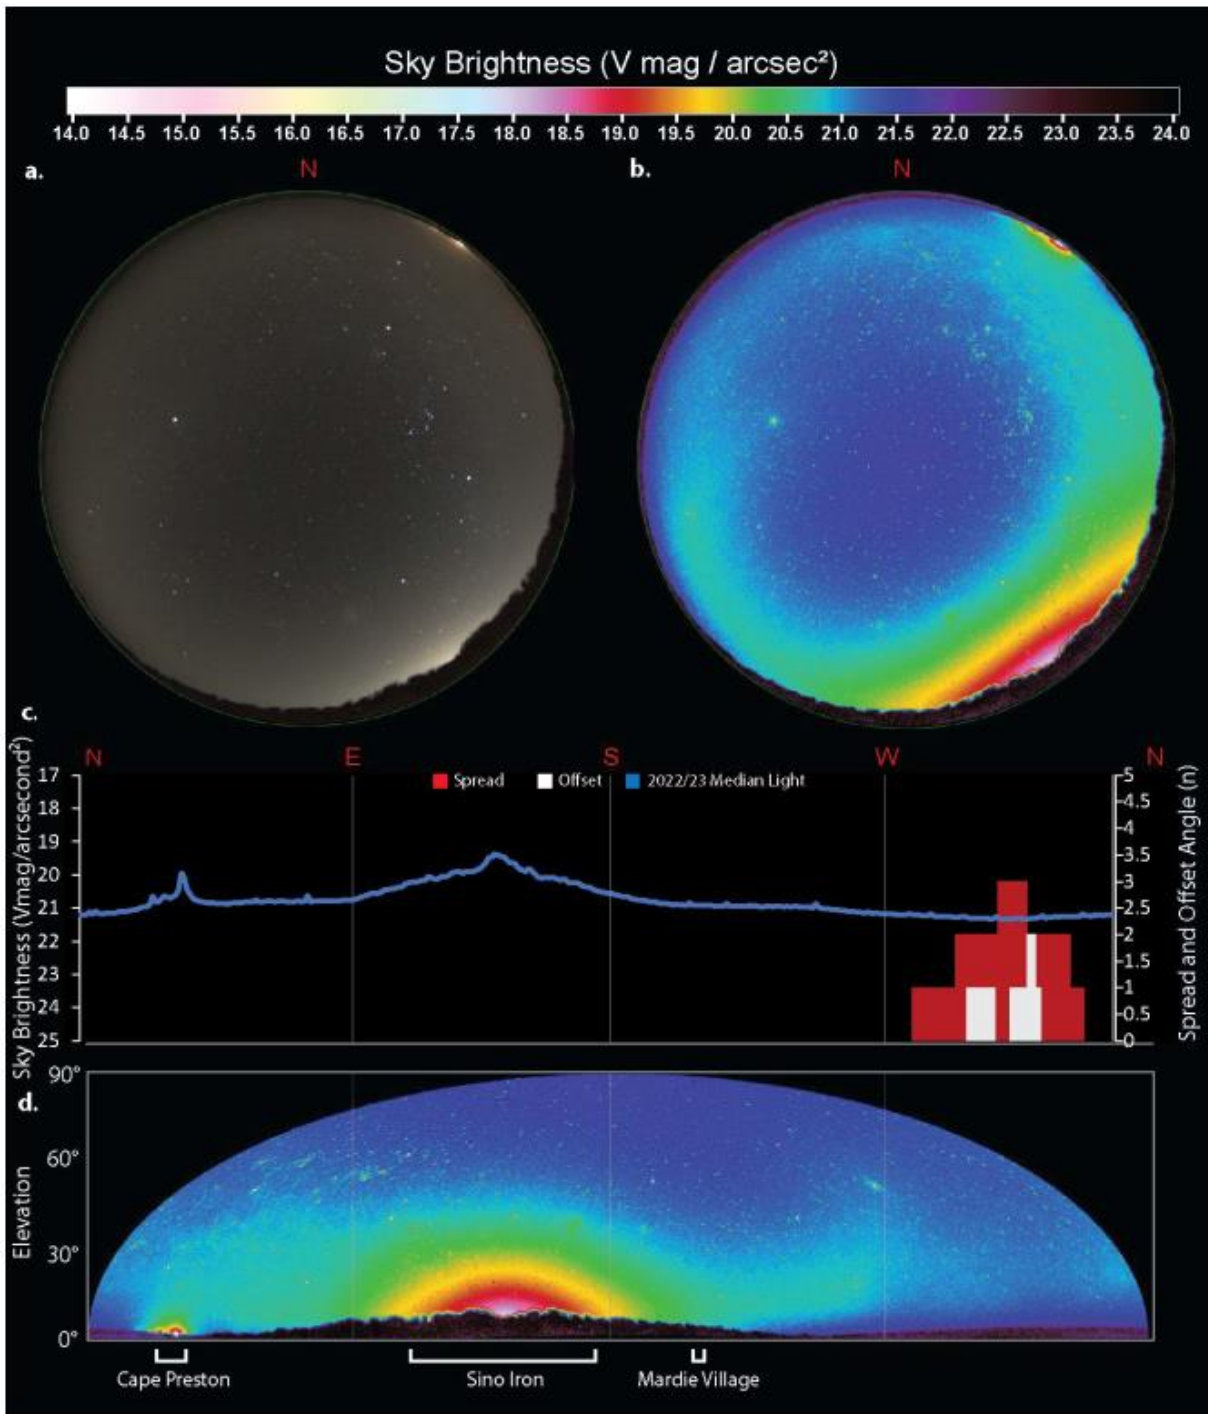 Sky Brightness (V mag / arcsec²)
14.0 14.5 15.0 15.5 16.0 16.5 17.0 17.5 18.0 18.5 19.0 19.5 20.0 20.5 21.0 21.5 22.0 22.5 23.0 23.5 24.0
a. N b. N
c.
N E S W N
Sky Brightness (Vmag/arcsecond²)
17
18
19
20
21
22
23
24
25
Spread Offset 2022/23 Median Light
5
4.5
4
3.5
3
2.5
2
1.5
1
0.5
0
Spread and Offset Angle (n)
d.
Elevation
90°
60°
30°
0°
Cape Preston Sino Iron Mardie Village